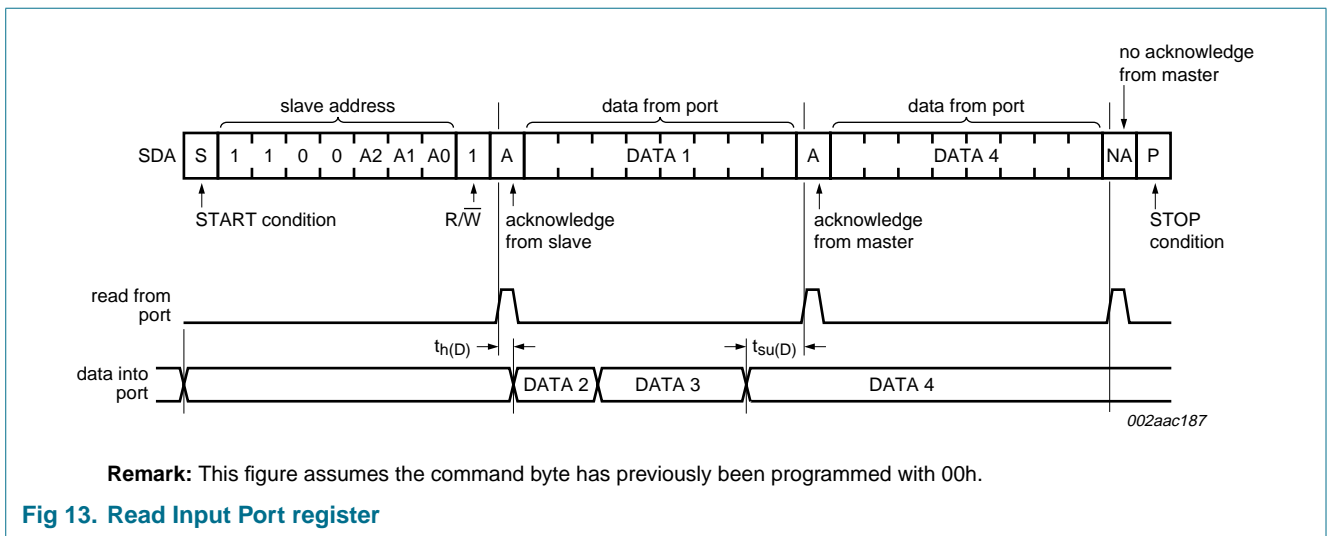 no acknowledge
from master
slave address
data from port
data from port
SDA S 1 1 0 0 A2 A1 A0 1 A DATA 1 A DATA 4 NA P
START condition
R/W̅
acknowledge
from slave
acknowledge
from master
STOP
condition
read from
port
th(D)
tsu(D)
data into
port
DATA 2 DATA 3 DATA 4
002aac187
Remark: This figure assumes the command byte has previously been programmed with 00h.
Fig 13. Read Input Port register